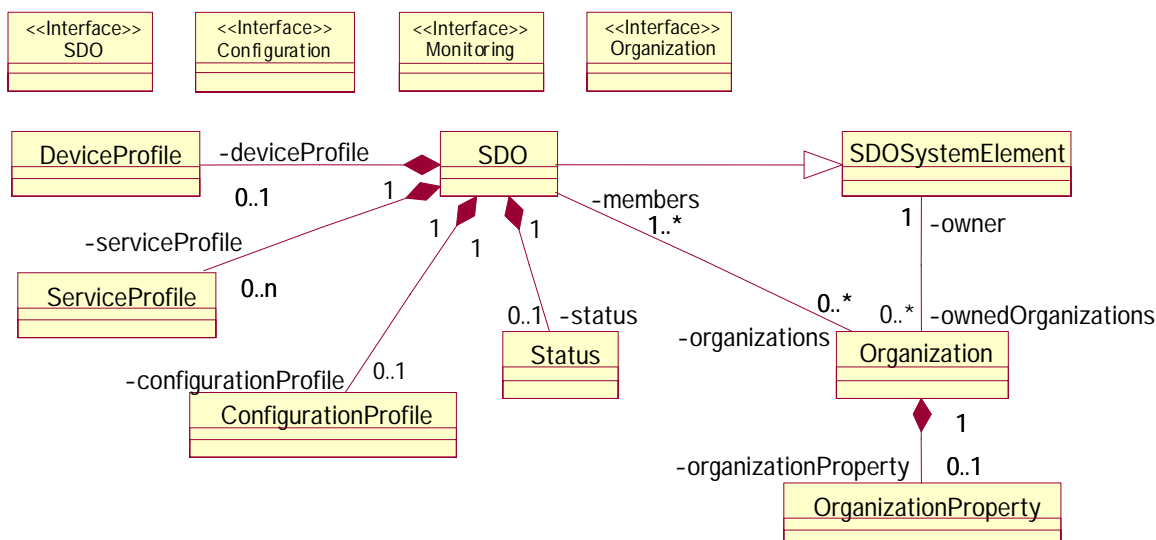 <<Interface>>
SDO
<<Interface>>
Configuration
<<Interface>>
Monitoring
<<Interface>>
Organization
DeviceProfile
-deviceProfile
0..1
SDO
SDOSystemElement
1
-serviceProfile
0..n
ServiceProfile
1
1
1
-members
1..*
1
-owner
0..1
-status
Status
0..*
-organizations
0..*
-ownedOrganizations
Organization
-configurationProfile
0..1
ConfigurationProfile
1
-organizationProperty
0..1
OrganizationProperty